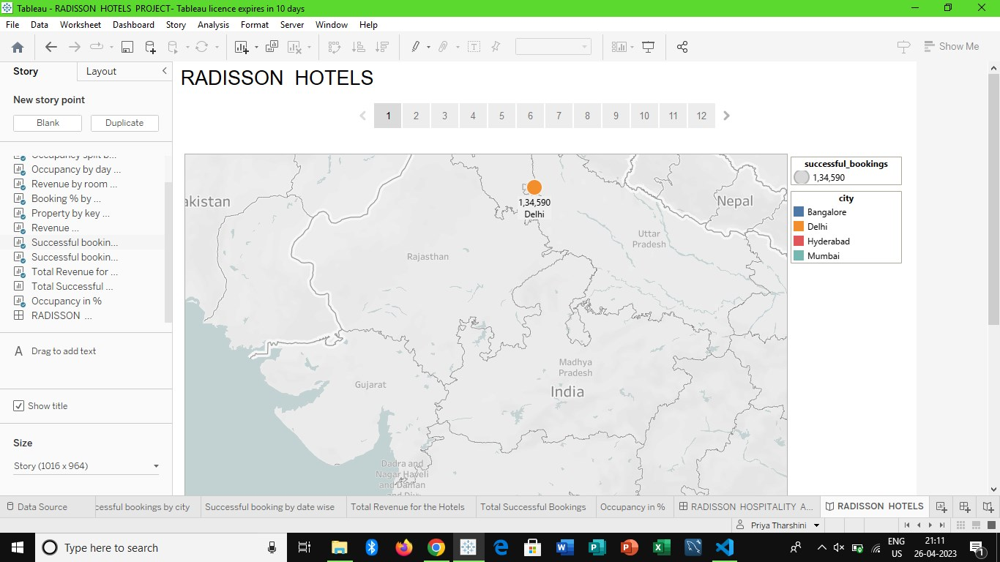 Tableau - RADISSON HOTELS PROJECT- Tableau licence expires in 10 days
File Data Worksheet Dashboard Story Analysis Format Server Window Help
Show Me
Story Layout
New story point
Blank Duplicate
Occupancy split b...
Occupancy by day ...
Revenue by room ...
Booking % by ...
Property by key ...
Revenue ...
Successful bookin...
Successful bookin...
Total Revenue for ...
Total Successful ...
Occupancy in %
RADISSON ...
A Drag to add text
Show title
Size
Story (1016 x 964)
RADISSON HOTELS
1 2 3 4 5 6 7 8 9 10 11 12
akistan
Nepal
1,34,590
Delhi
Uttar
Pradesh
Rajasthan
Madhya
Pradesh
Gujarat
India
Dadra and
Nagar Haveli
and Daman
and Diu
successful_bookings
1,34,590
city
Bangalore
Delhi
Hyderabad
Mumbai
Data Source cessful bookings by city Successful booking by date wise Total Revenue for the Hotels Total Successful Bookings Occupancy in % RADISSON HOSPITALITY A... RADISSON HOTELS
Priya Tharshini
Type here to search
ENG
US
21:11
26-04-2023
1